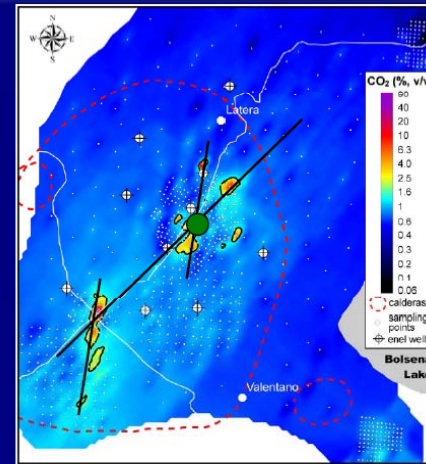 N
W E
S
Latera
CO₂ (%, v/v
90
40
20
10
6.3
4.0
2.5
1.6
1
0.6
0.4
0.3
0.2
0.1
0.06
calderas
sampling
points
enel well
Bolsena
Lake
Valentano